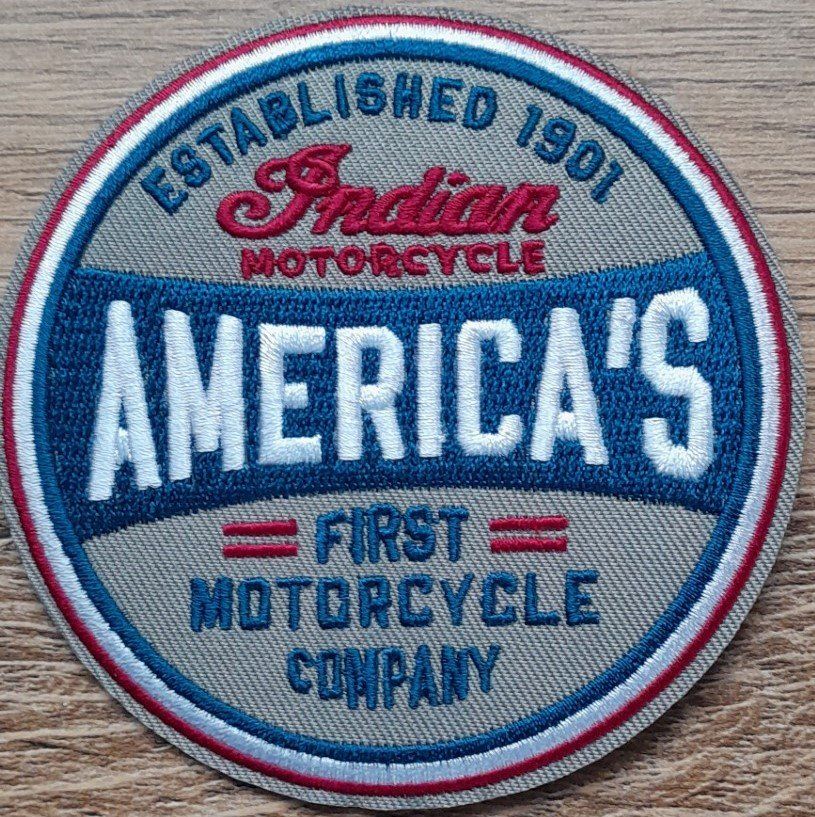 ESTABLISHED 1901
Indian
MOTORCYCLE
AMERICA'S
FIRST
MOTORCYCLE
COMPANY